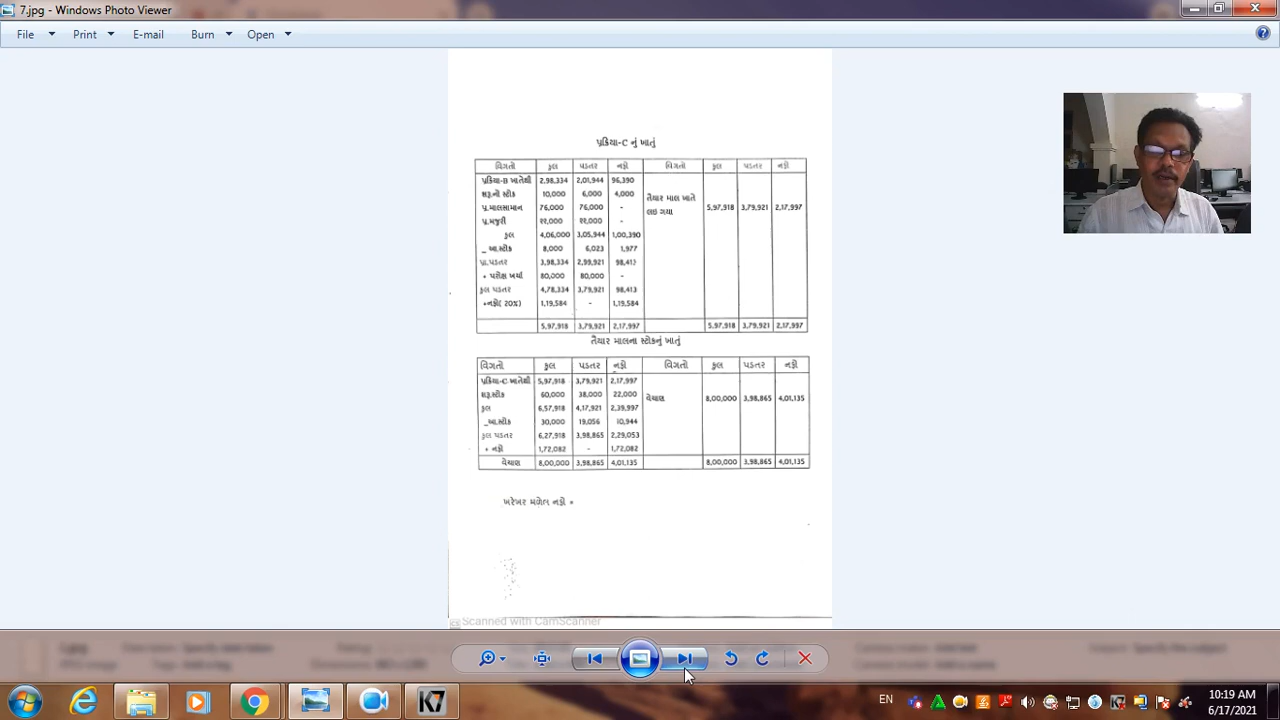 7.jpg - Windows Photo Viewer
File Print E-mail Burn Open
પ્રક્રિયા-C નું ખાતું
વિગતો કુલ પડતર નફો વિગતો કુલ પડતર નફો
પ્રક્રિયા-B ખાતેથી 2,98,334 2,01,944 96,390
શરૂનો સ્ટોક 10,000 6,000 4,000 તૈયાર માલ ખાતે
પ્ર.માલસામાન 76,000 76,000 - લઇ ગયા 5,97,918 3,79,921 2,17,997
પ્ર.મજુરી ૨૨,000 ૨૨,000 -
કુલ 4,06,000 3,05,944 1,00,390
_ આ.સ્ટોક 8,000 6,023 1,977
પ્રા.પડતર 3,98,334 2,99,921 98,413
+ પરોક્ષ ખર્ચા 80,000 80,000 -
કુલ પડતર 4,78,334 3,79,921 98,413
+નફો( 20%) 1,19,584 - 1,19,584
5,97,918 3,79,921 2,17,997 5,97,918 3,79,921 2,17,997
તૈયાર માલના સ્ટોકનું ખાતું
વિગતો કુલ પડતર નફો વિગતો કુલ પડતર નફો
પ્રક્રિયા-C ખાતેથી 5,97,918 3,79,921 2,17,997
શરૂ.સ્ટોક 60,000 38,000 22,000 વેચાણ 8,00,000 3,98,865 4,01,135
કુલ 6,57,918 4,17,921 2,39,997
_આ.સ્ટોક 30,000 19,056 10,944
કુલ પડતર 6,27,918 3,98,865 2,29,053
+ નફો 1,72,082 - 1,72,082
વેચાણ 8,00,000 3,98,865 4,01,135 8,00,000 3,98,865 4,01,135
ખરેખર મળેલ નફો =
CS Scanned with CamScanner
EN
10:19 AM
6/17/2021